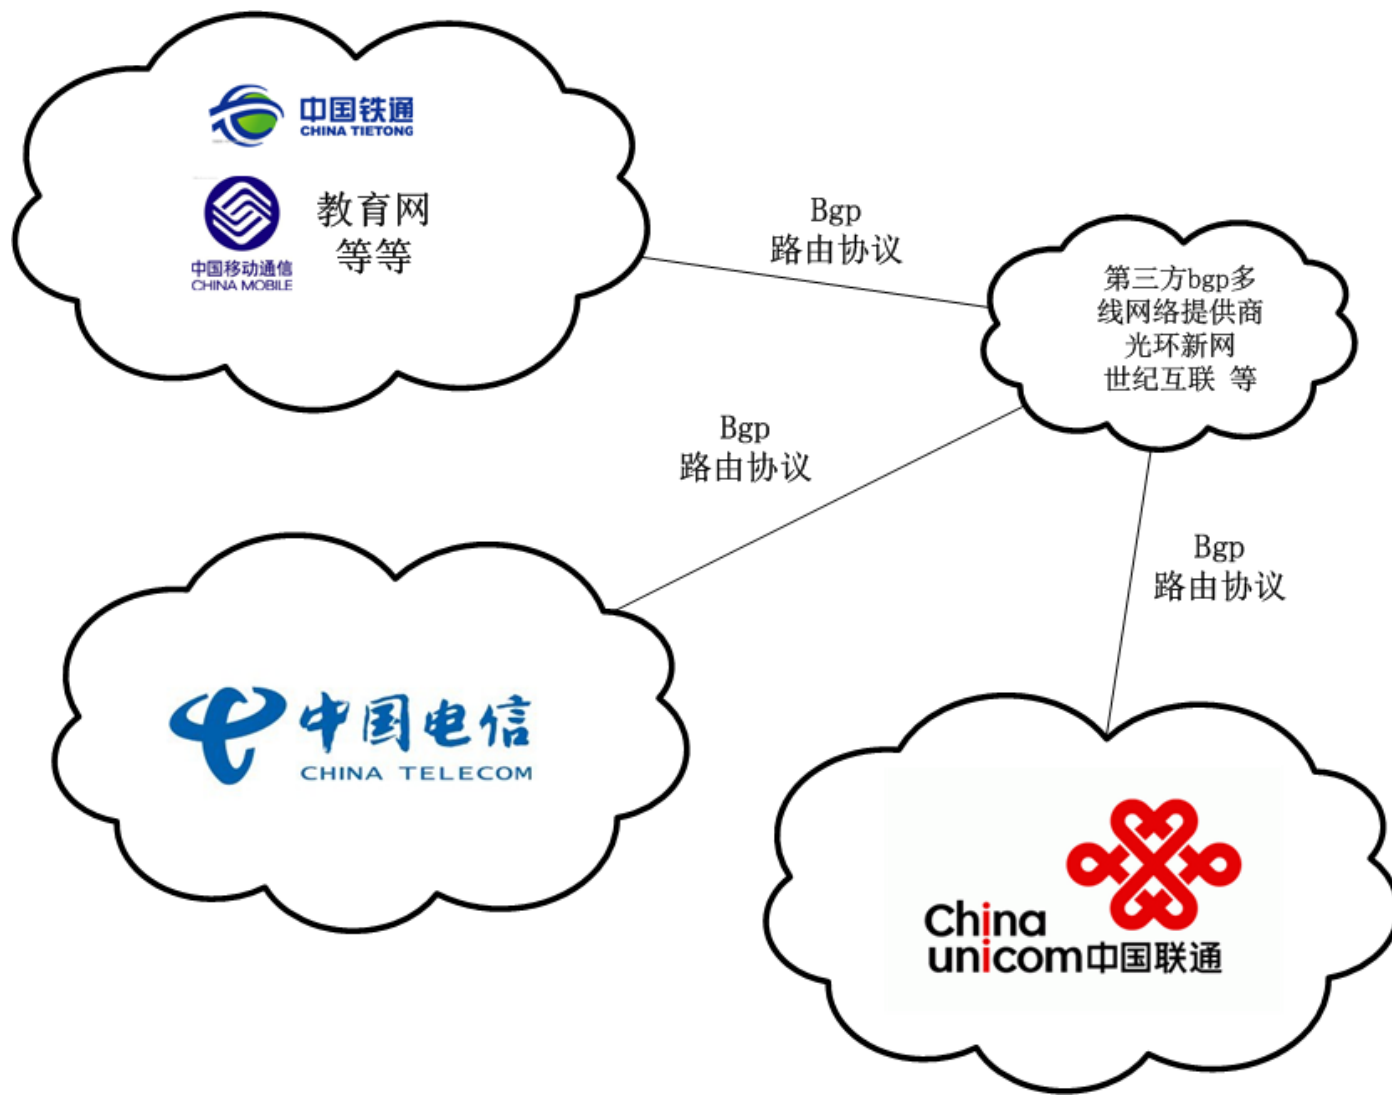 中国铁通
CHINA TIETONG
中国移动通信
CHINA MOBILE
教育网
等等
Bgp
路由协议
第三方bgp多
线网络提供商
光环新网
世纪互联 等
Bgp
路由协议
Bgp
路由协议
中国电信
CHINA TELECOM
China
unicom中国联通